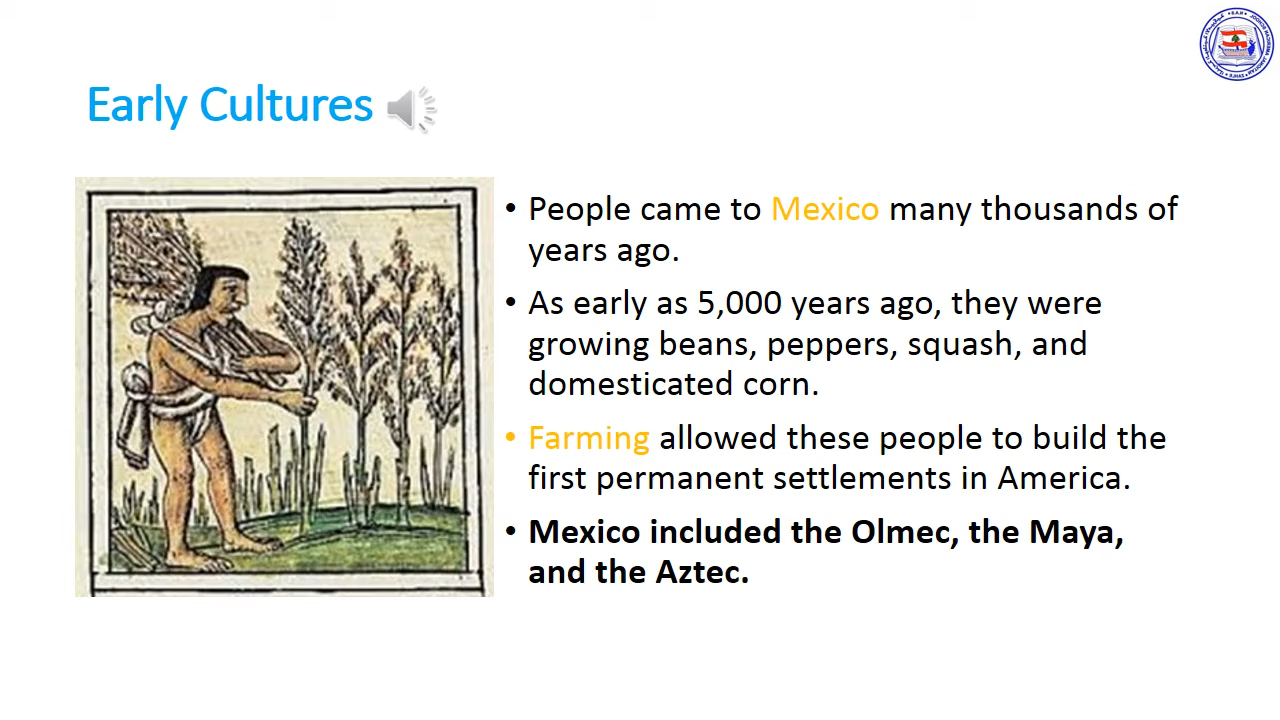 Early Cultures
• People came to Mexico many thousands of
years ago.
• As early as 5,000 years ago, they were
growing beans, peppers, squash, and
domesticated corn.
• Farming allowed these people to build the
first permanent settlements in America.
• Mexico included the Olmec, the Maya,
and the Aztec.